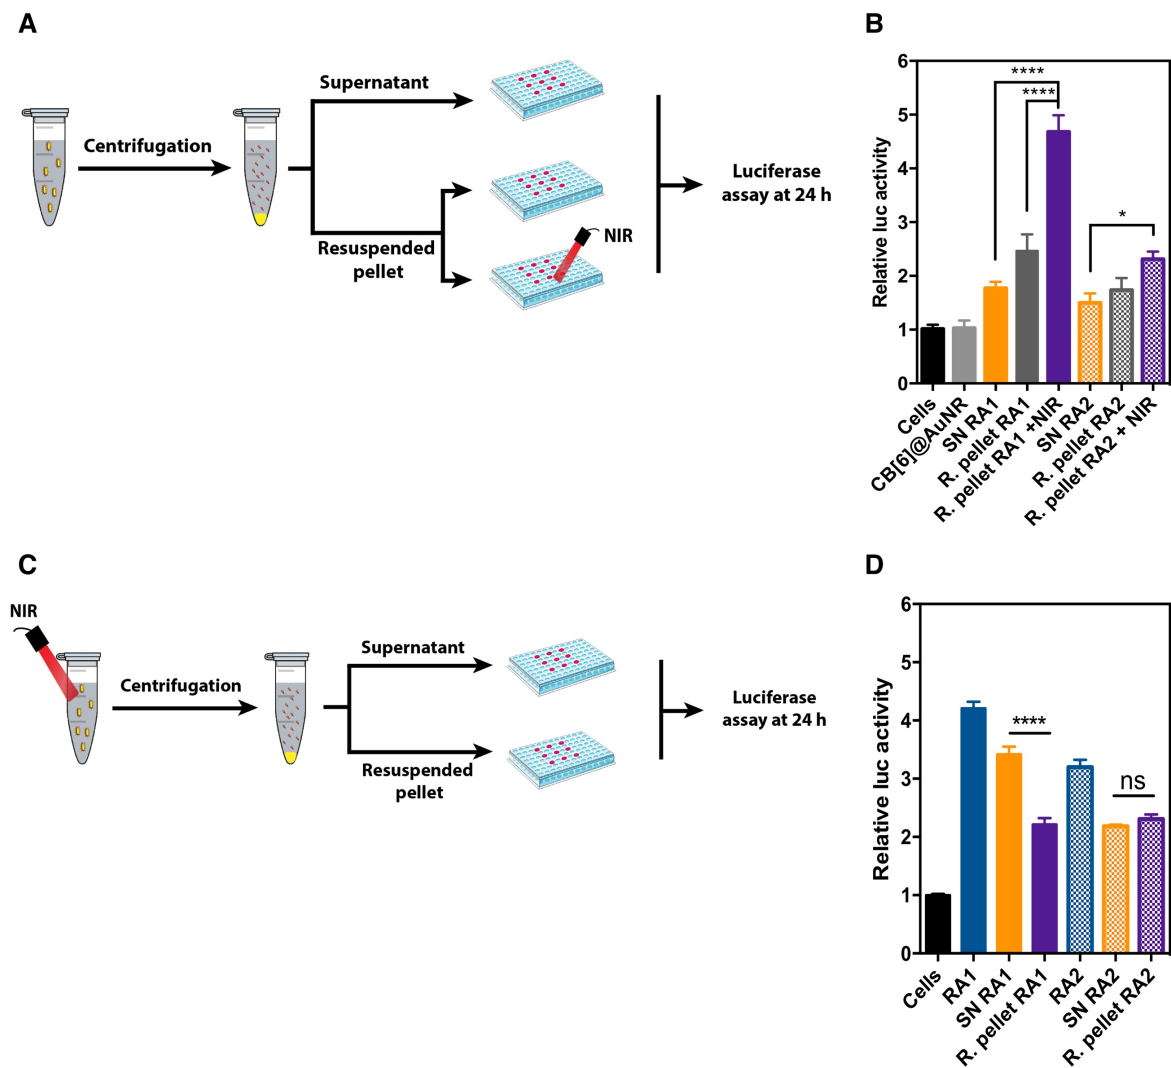 A
Supernatant
Centrifugation
Resuspended
pellet
NIR
Luciferase
assay at 24 h
B
Relative luc activity
6
5
4
3
2
1
0
****
****
*
Cells
CB[6]@AuNR
SN RA1
R. pellet RA1
R. pellet RA1 +NIR
SN RA2
R. pellet RA2
R. pellet RA2 + NIR
C
NIR
Centrifugation
Supernatant
Resuspended
pellet
Luciferase
assay at 24 h
D
Relative luc activity
6
5
4
3
2
1
0
****
ns
Cells
RA1
SN RA1
R. pellet RA1
RA2
SN RA2
R. pellet RA2